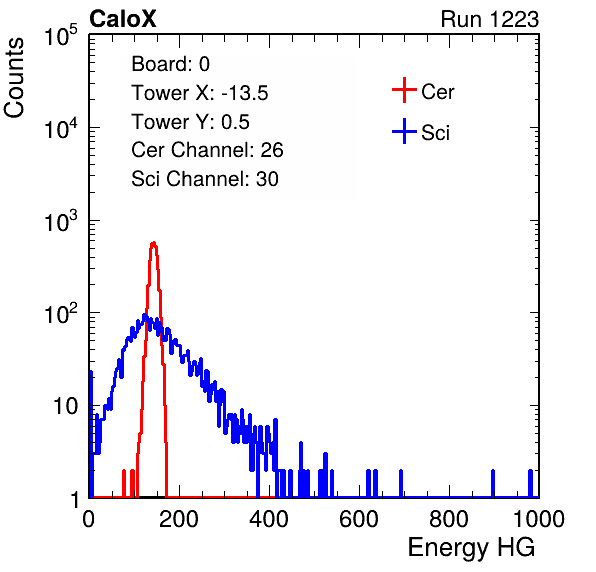 CaloX Run 1223
Counts
Board: 0
Tower X: -13.5
Tower Y: 0.5
Cer Channel: 26
Sci Channel: 30
Cer
Sci
10^5
10^4
10^3
10^2
10
1
0 200 400 600 800 1000
Energy HG